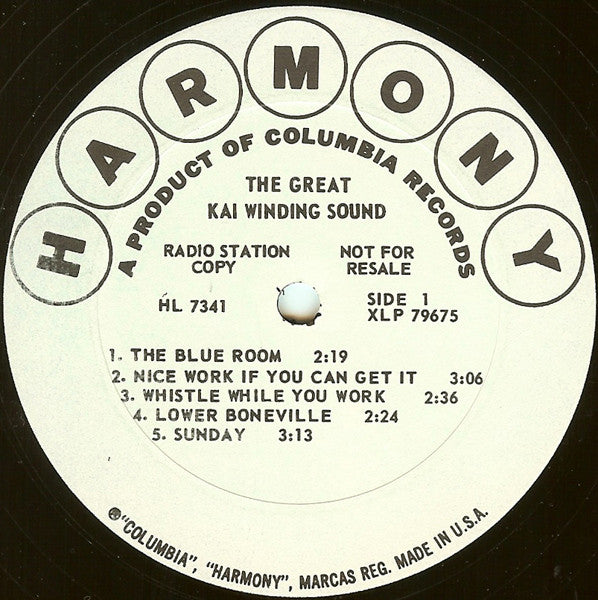 HARMONY
A PRODUCT OF COLUMBIA RECORDS
THE GREAT
KAI WINDING SOUND
RADIO STATION COPY
NOT FOR RESALE
HL 7341
SIDE 1
XLP 79675
1. THE BLUE ROOM 2:19
2. NICE WORK IF YOU CAN GET IT 3:06
3. WHISTLE WHILE YOU WORK 2:36
4. LOWER BONEVILLE 2:24
5. SUNDAY 3:13
"COLUMBIA", "HARMONY", MARCAS REG. MADE IN U.S.A.